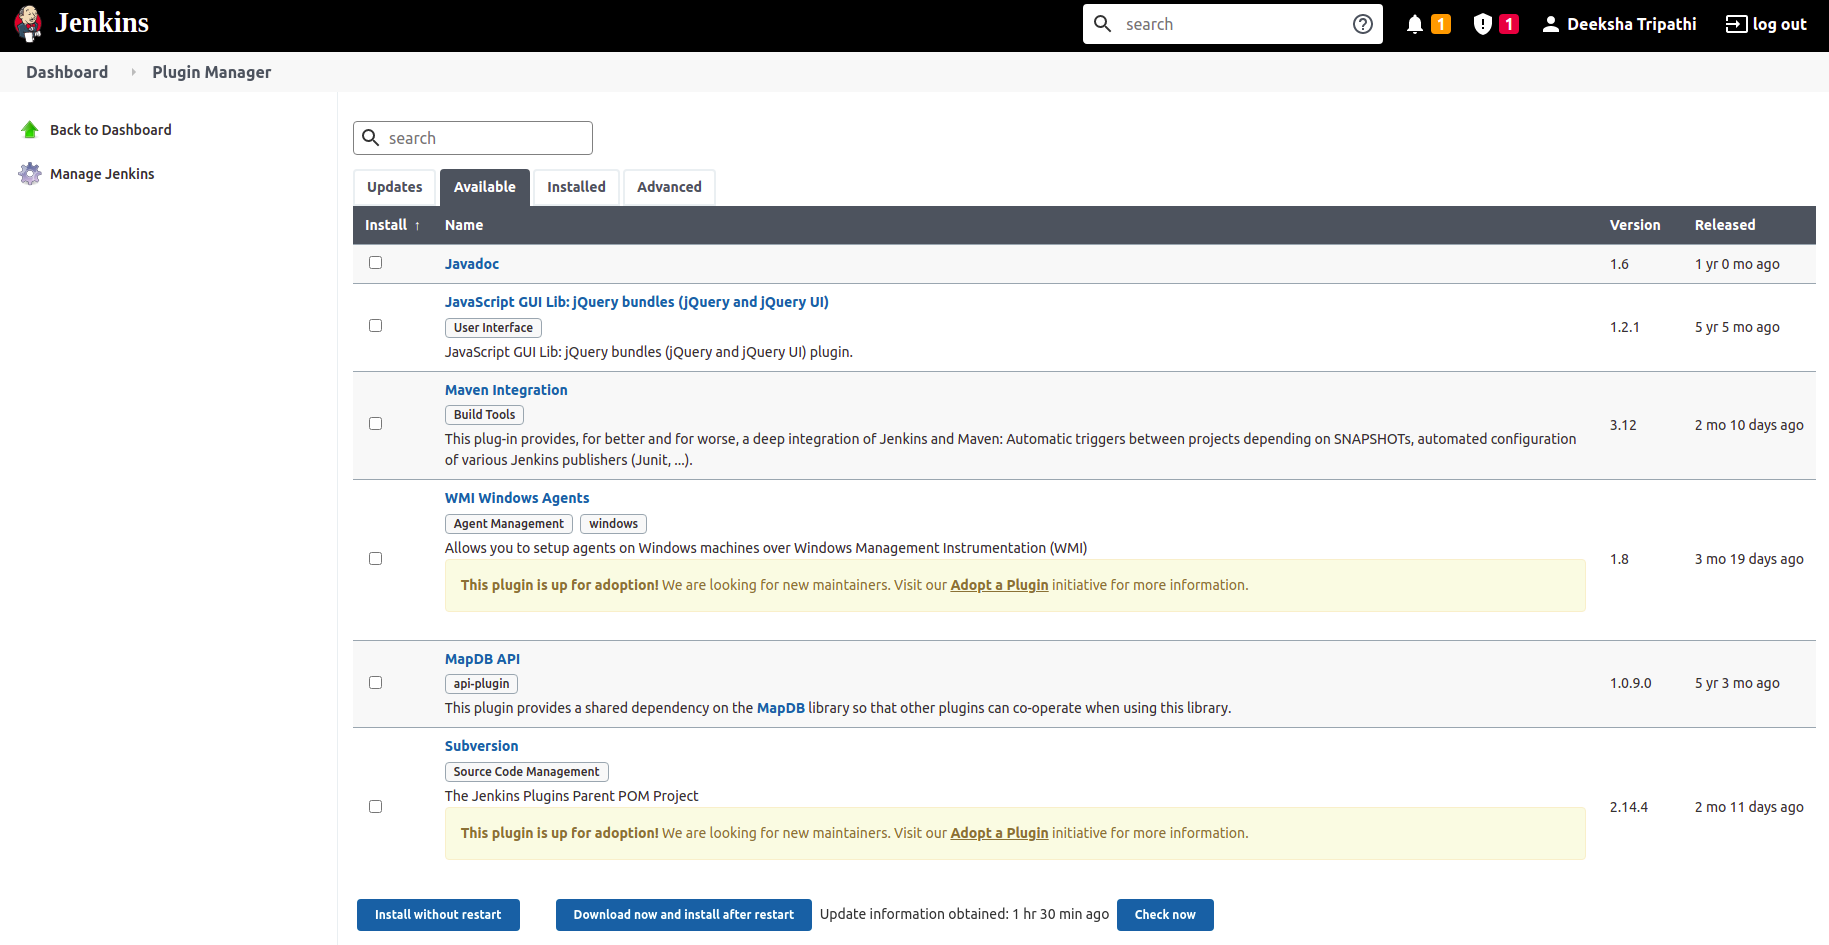 Jenkins
search
1
1
Deeksha Tripathi
log out
Dashboard
Plugin Manager
Back to Dashboard
Manage Jenkins
search
Updates
Available
Installed
Advanced
Install ↑ Name Version Released
Javadoc
1.6 1 yr 0 mo ago
JavaScript GUI Lib: jQuery bundles (jQuery and jQuery UI)
User Interface
JavaScript GUI Lib: jQuery bundles (jQuery and jQuery UI) plugin.
1.2.1 5 yr 5 mo ago
Maven Integration
Build Tools
This plug-in provides, for better and for worse, a deep integration of Jenkins and Maven: Automatic triggers between projects depending on SNAPSHOTs, automated configuration
of various Jenkins publishers (Junit, ...).
3.12 2 mo 10 days ago
WMI Windows Agents
Agent Management windows
Allows you to setup agents on Windows machines over Windows Management Instrumentation (WMI)
This plugin is up for adoption! We are looking for new maintainers. Visit our Adopt a Plugin initiative for more information.
1.8 3 mo 19 days ago
MapDB API
api-plugin
This plugin provides a shared dependency on the MapDB library so that other plugins can co-operate when using this library.
1.0.9.0 5 yr 3 mo ago
Subversion
Source Code Management
The Jenkins Plugins Parent POM Project
This plugin is up for adoption! We are looking for new maintainers. Visit our Adopt a Plugin initiative for more information.
2.14.4 2 mo 11 days ago
Install without restart
Download now and install after restart
Update information obtained: 1 hr 30 min ago
Check now